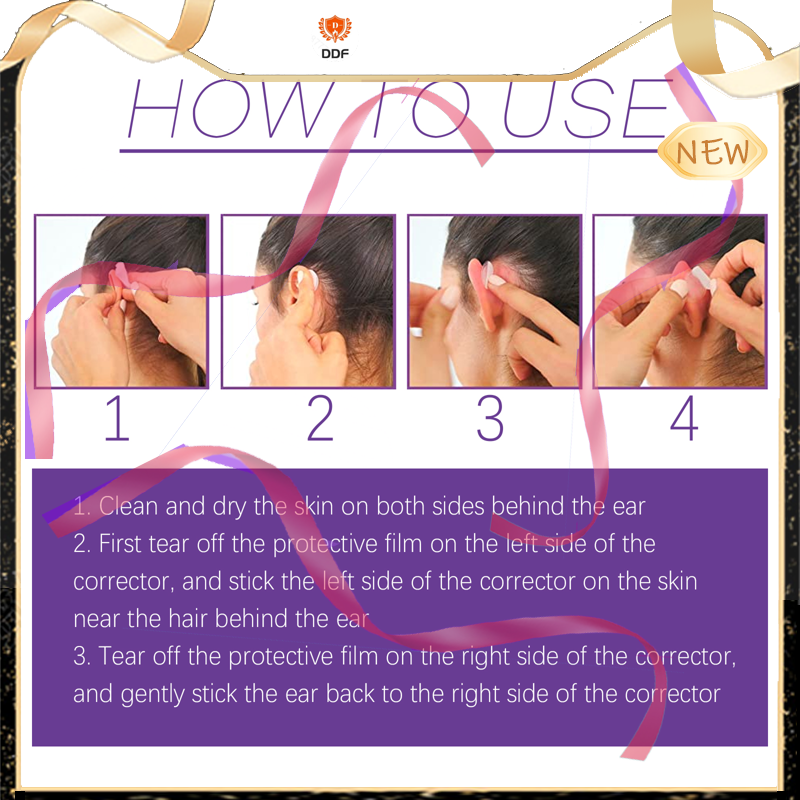 DDF
HOW TO USE
NEW
1
2
3
4
1. Clean and dry the skin on both sides behind the ear
2. First tear off the protective film on the left side of the
corrector, and stick the left side of the corrector on the skin
near the hair behind the ear
3. Tear off the protective film on the right side of the corrector,
and gently stick the ear back to the right side of the corrector